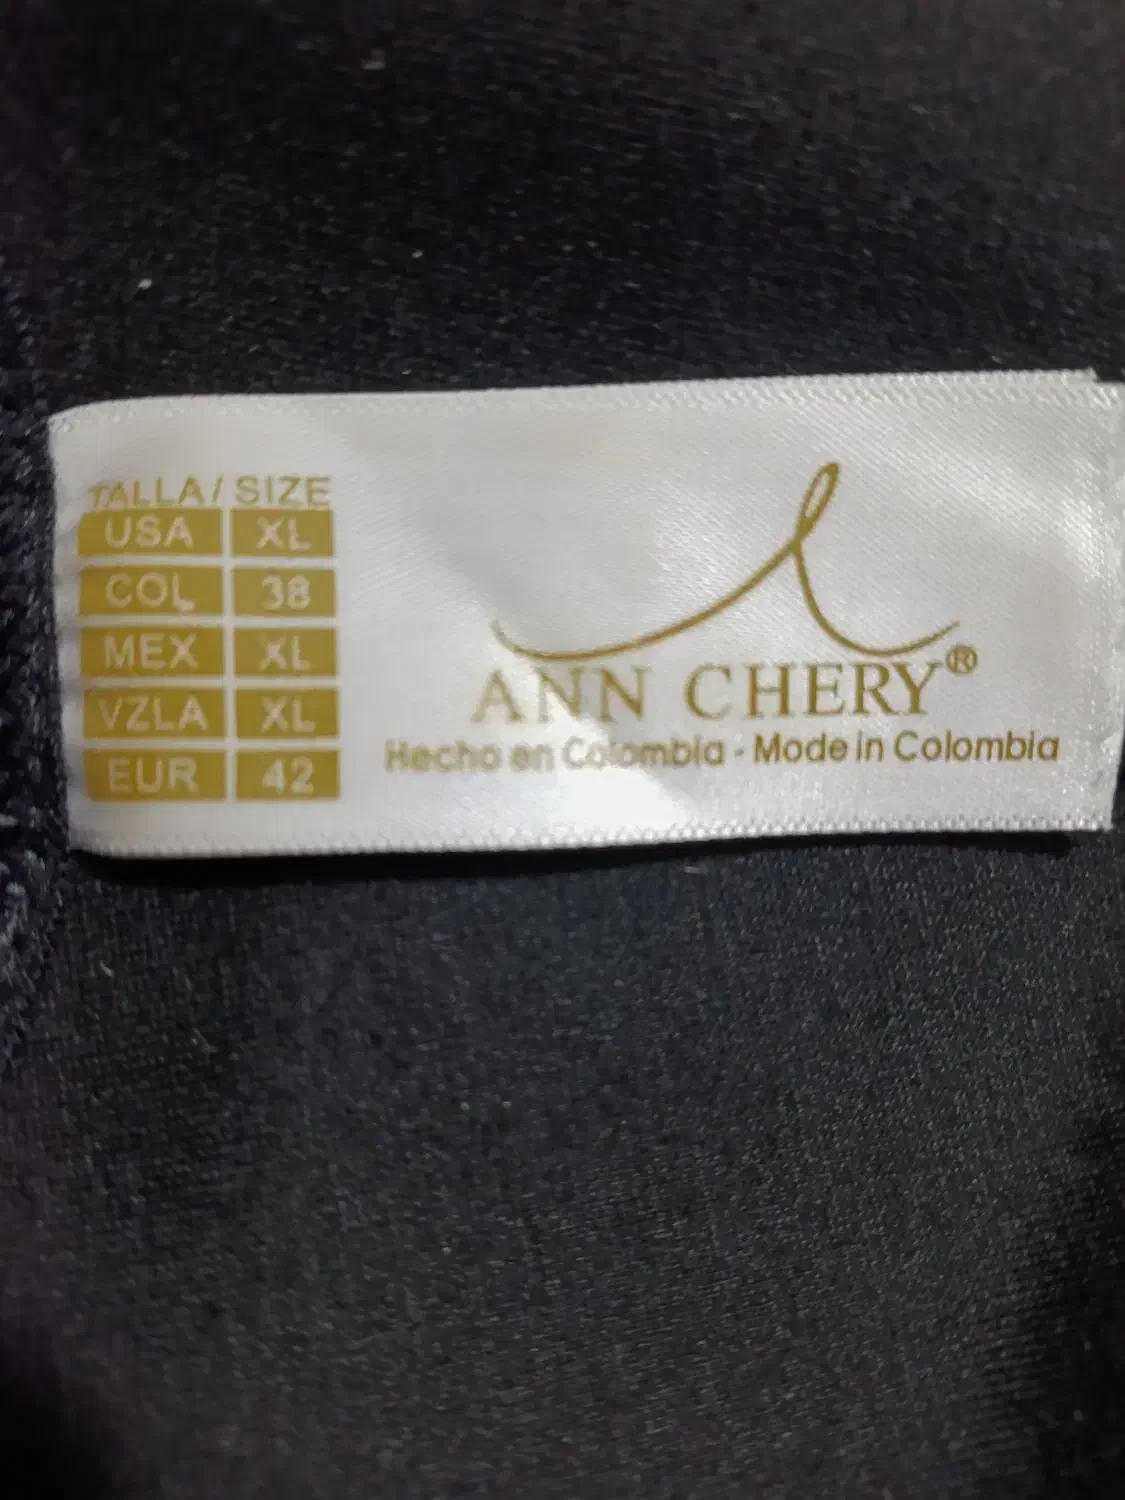 TALLA / SIZE
USA XL
COL 38
MEX XL
VZLA XL
EUR 42
ANN CHERY®
Hecho en Colombia - Mode in Colombia